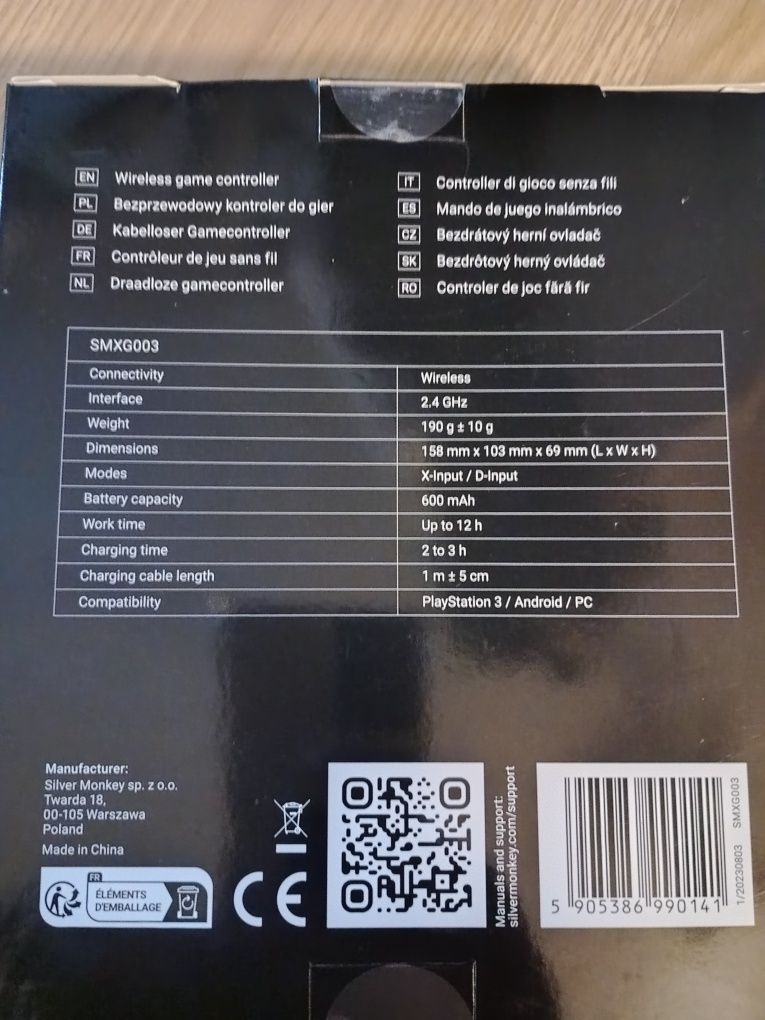 EN Wireless game controller
PL Bezprzewodowy kontroler do gier
DE Kabelloser Gamecontroller
FR Contrôleur de jeu sans fil
NL Draadloze gamecontroller
IT Controller di gioco senza fili
ES Mando de juego inalámbrico
CZ Bezdrátový herní ovladač
SK Bezdrôtový herný ovládač
RO Controler de joc fără fir
SMXG003
Connectivity Wireless
Interface 2.4 GHz
Weight 190 g ± 10 g
Dimensions 158 mm x 103 mm x 69 mm (L x W x H)
Modes X-Input / D-Input
Battery capacity 600 mAh
Work time Up to 12 h
Charging time 2 to 3 h
Charging cable length 1 m ± 5 cm
Compatibility PlayStation 3 / Android / PC
Manufacturer:
Silver Monkey sp. z o.o.
Twarda 18,
00-105 Warszawa
Poland
Made in China
FR
ÉLÉMENTS
D'EMBALLAGE
CE
Manuals and support:
silvermonkey.com/support
5 905386 990141
1/20230803 SMXG003